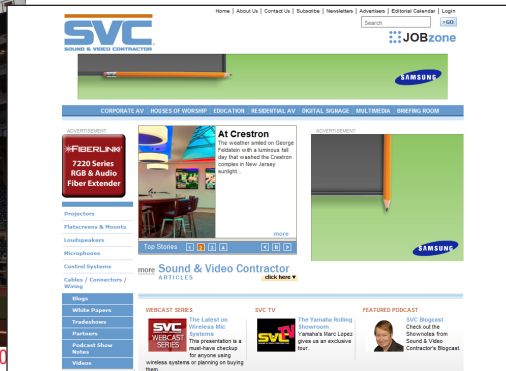 Home | About Us | Contact Us | Subscribe | Newsletters | Advertisers | Editorial Calendar | Login
Search
>GO
SVC
SOUND & VIDEO CONTRACTOR
JOBzone
SAMSUNG
CORPORATE AV HOUSES OF WORSHIP EDUCATION RESIDENTIAL AV DIGITAL SIGNAGE MULTIMEDIA BRIEFING ROOM
ADVERTISEMENT
FIBERLINK®
7220 Series
RGB & Audio
Fiber Extender
At Crestron
The weather smiled on George
Feldstein with a luminous fall
day that washed the Crestron
complex in New Jersey
sunlight...
more
Top Stories 1 2 3 4 < II >
ADVERTISEMENT
SAMSUNG
Projectors
Flatscreens & Mounts
Loudspeakers
Microphones
Control Systems
Cables / Connectors /
Wiring
Blogs
White Papers
Tradeshows
Partners
Podcast Show
Notes
Videos
more Sound & Video Contractor
ARTICLES
click here ▼
WEBCAST SERIES
SVC
WEBCAST
SERIES
The Latest on
Wireless Mic
Systems
This presentation is a
must-have checkup
for anyone using
wireless systems or planning on buying
them
SVC TV
SVC TV
The Yamaha Rolling
Showroom
Yamaha's Marc Lopez
gives us an exclusive
tour.
FEATURED PODCAST
SVC Blogcast
Check out the
Shownotes from
Sound & Video
Contractor's Blogcast.